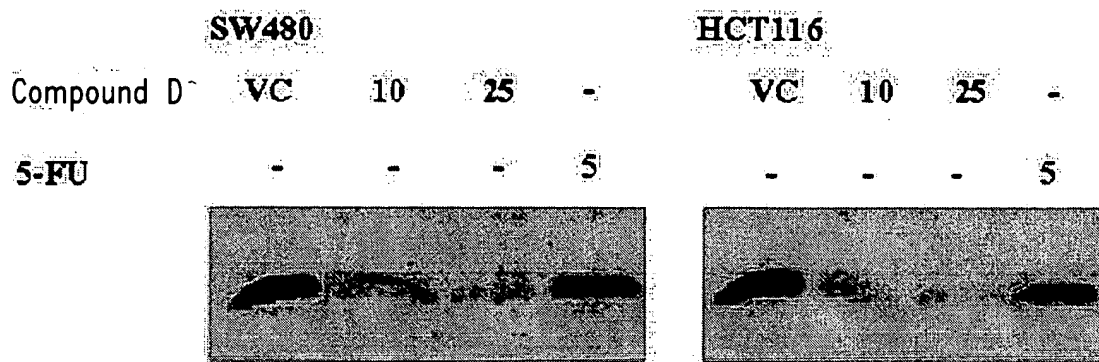 SW480 HCT116
Compound D VC 10 25 - VC 10 25 -
5-FU - - - 5 - - - 5